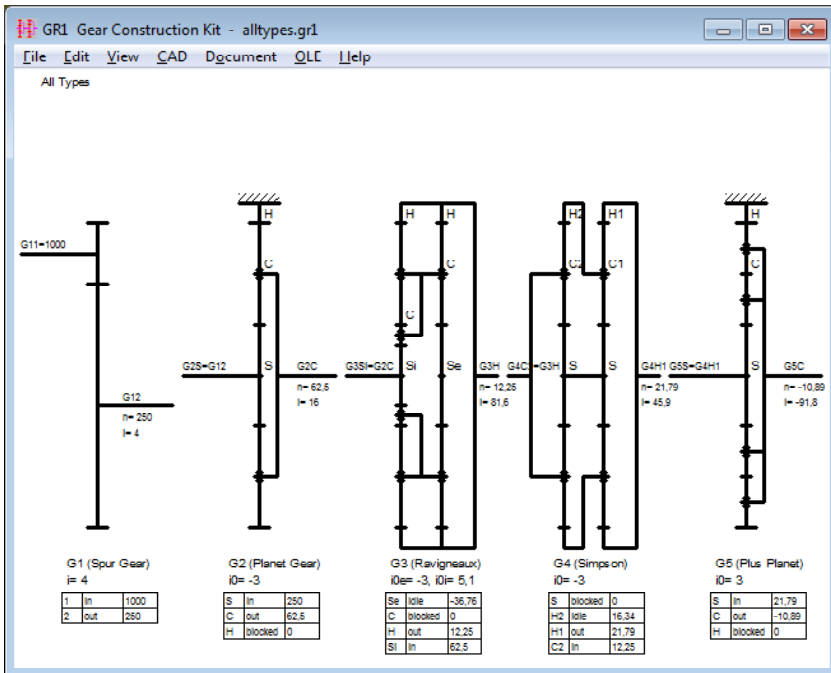 GR1 Gear Construction Kit - alltypes.gr1
File Edit View CAD Document OLE Help
All Types
H H H H2 H1 H
G11=1000 C C C2 C1 C
C
G2S=G12 S G2C G3SI=G2C Si Se G3H G4C2=G3H S S G4H1 G5S=G4H1 S G5C
n= 62,5 n= 12,25 n= 21,79 n= -10,89
i= 16 i= 81,6 i= 45,9 i= -91,8
G12
n= 250
i= 4
G1 (Spur Gear) G2 (Planet Gear) G3 (Ravigneaux) G4 (Simpson) G5 (Plus Planet)
i= 4 i0= -3 i0e= -3, i0i= 5,1 i0= -3 i0= 3
1 in 1000 S in 250 Se idle -36,76 S blocked 0 S in 21,79
2 out 250 C out 62,5 C blocked 0 H2 idle 16,34 C out -10,89
H blocked 0 H out 12,25 H1 out 21,79 H blocked 0
Si in 62,5 C2 in 12,25